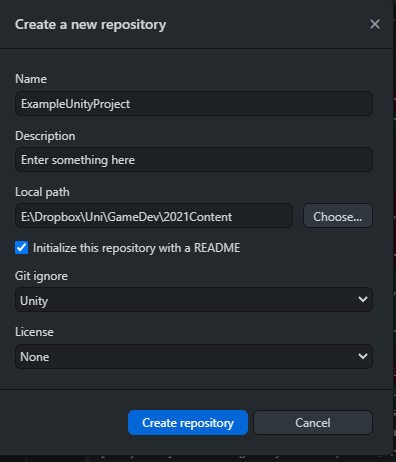 Create a new repository
Name
ExampleUnityProject
Description
Enter something here
Local path
E:\Dropbox\Uni\GameDev\2021Content
Choose...
Initialize this repository with a README
Git ignore
Unity
License
None
Create repository
Cancel